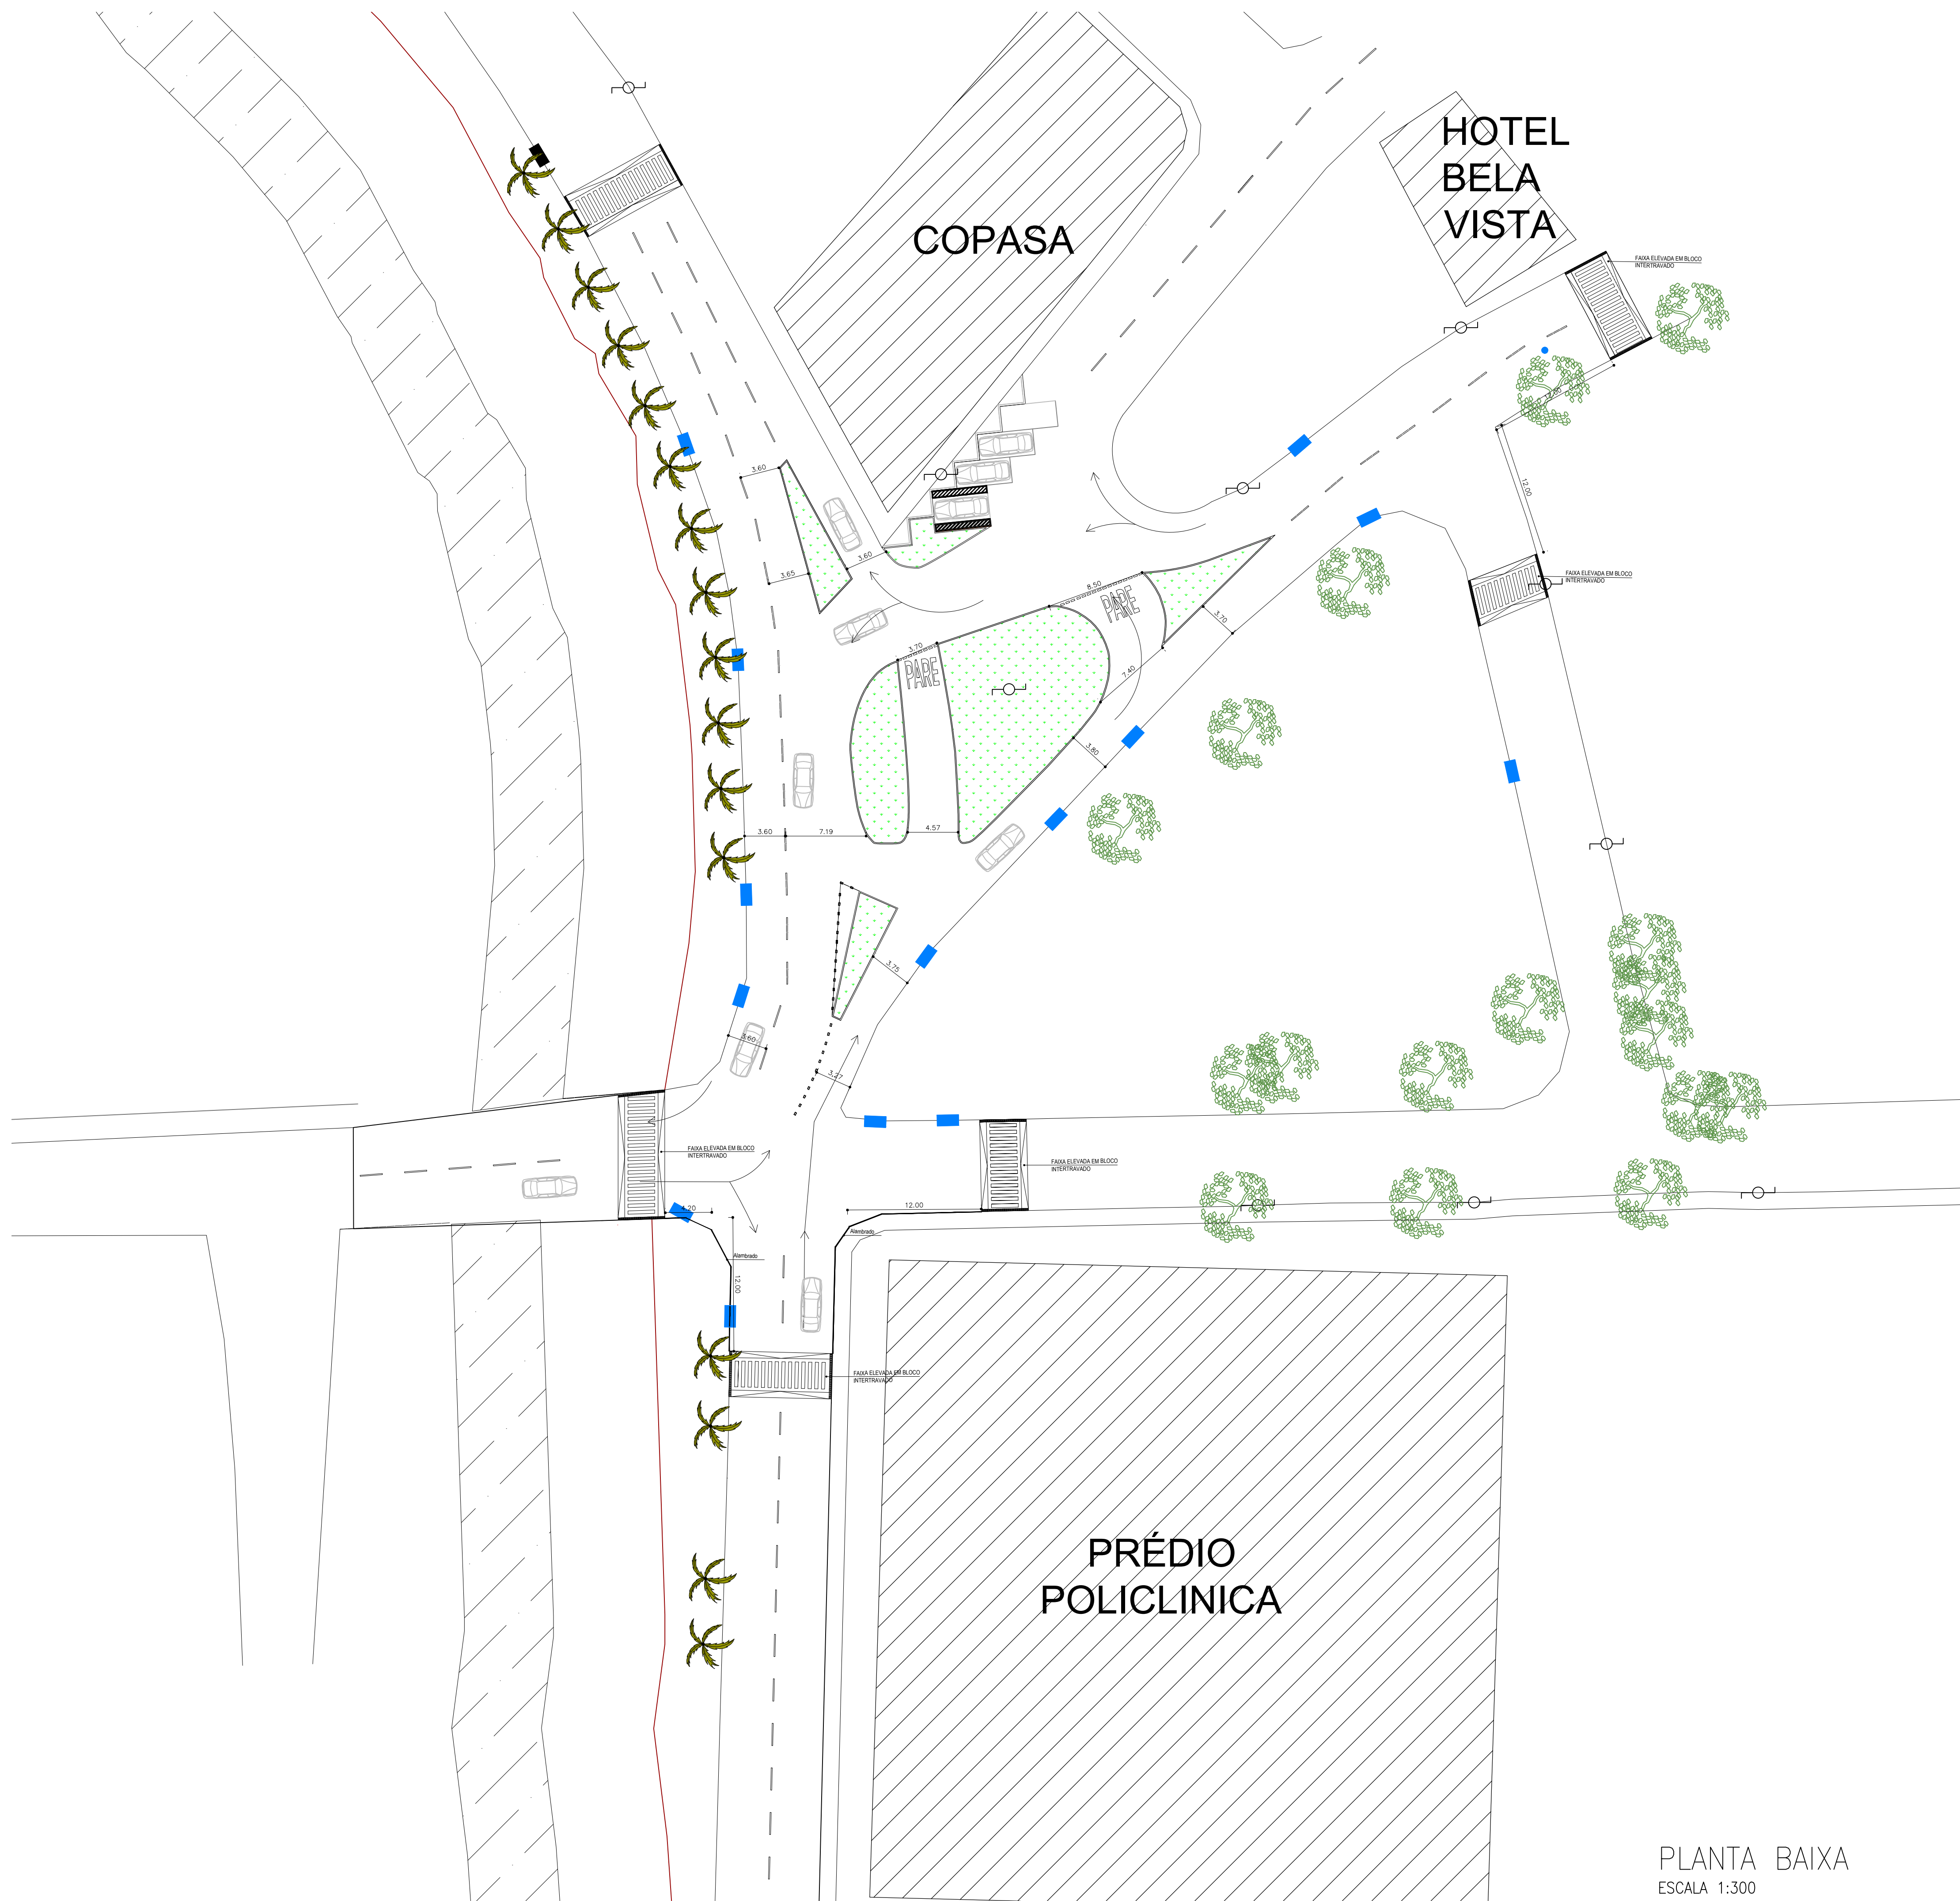 HOTEL
BELA
VISTA
COPASA
FAIXA ELEVADA EM BLOCO
INTERTRAVADO
3.60
12.00
3.60
3.65
FAIXA ELEVADA EM BLOCO
INTERTRAVADO
8.50
PARE
3.70
3.70
PARE
7.40
3.80
3.60
7.19
4.57
3.75
3.60
3.27
FAIXA ELEVADA EM BLOCO
INTERTRAVADO
FAIXA ELEVADA EM BLOCO
INTERTRAVADO
4.20
12.00
Alambrado
Alambrado
12.00
FAIXA ELEVADA EM BLOCO
INTERTRAVADO
PRÉDIO
POLICLINICA
PLANTA BAIXA
ESCALA 1:300